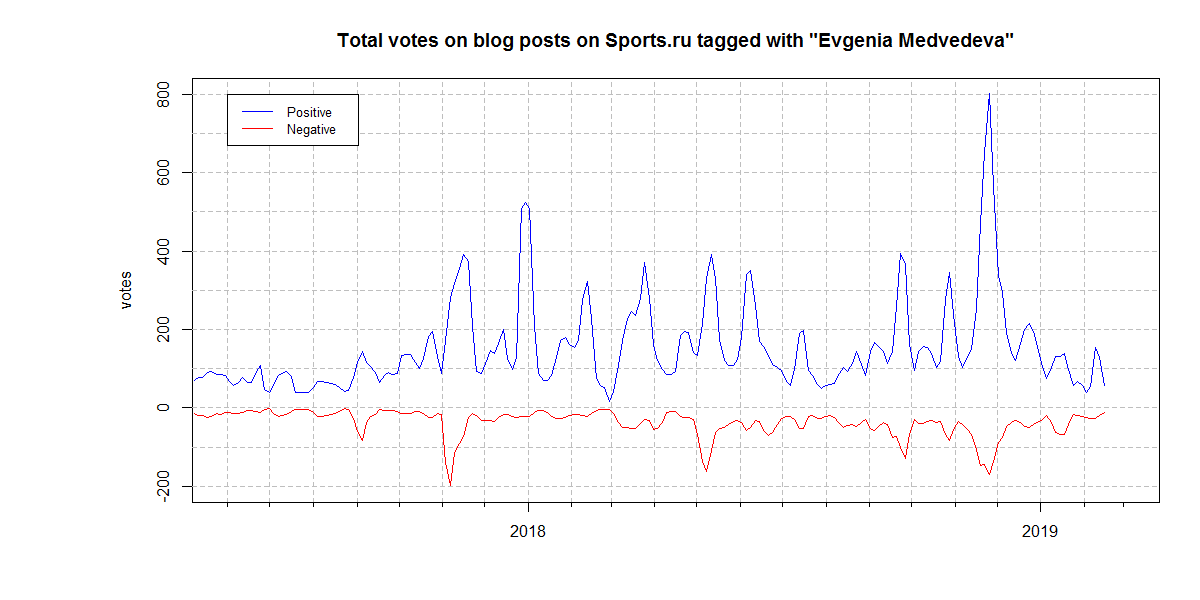 Total votes on blog posts on Sports.ru tagged with "Evgenia Medvedeva"
Positive
Negative
votes
800
600
400
200
0
-200
2018
2019